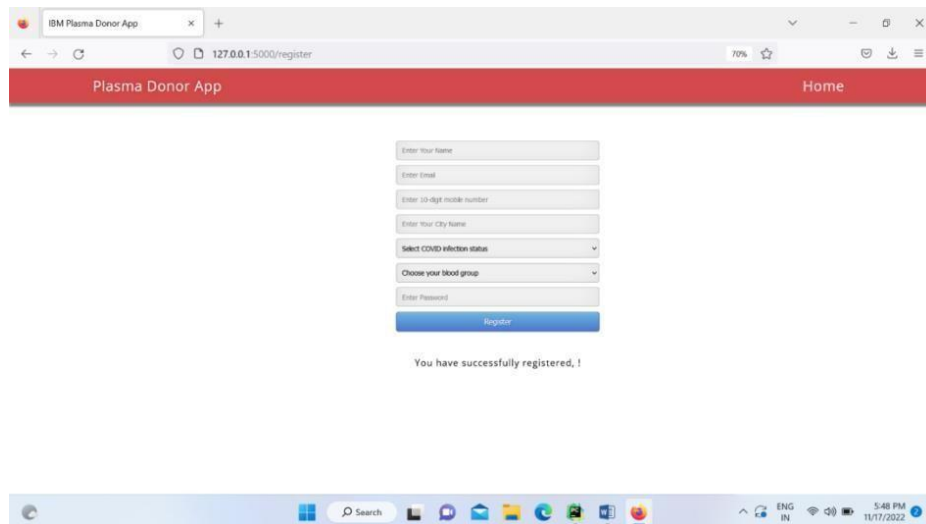 IBM Plasma Donor App
127.0.0.1:5000/register
70%
Plasma Donor App
Home
Enter Your Name
Enter Email
Enter 10-digit mobile number
Enter Your City Name
Select COVID infection status
Choose your blood group
Enter Password
Register
You have successfully registered, !
Search
ENG
IN
5:48 PM
11/17/2022
2